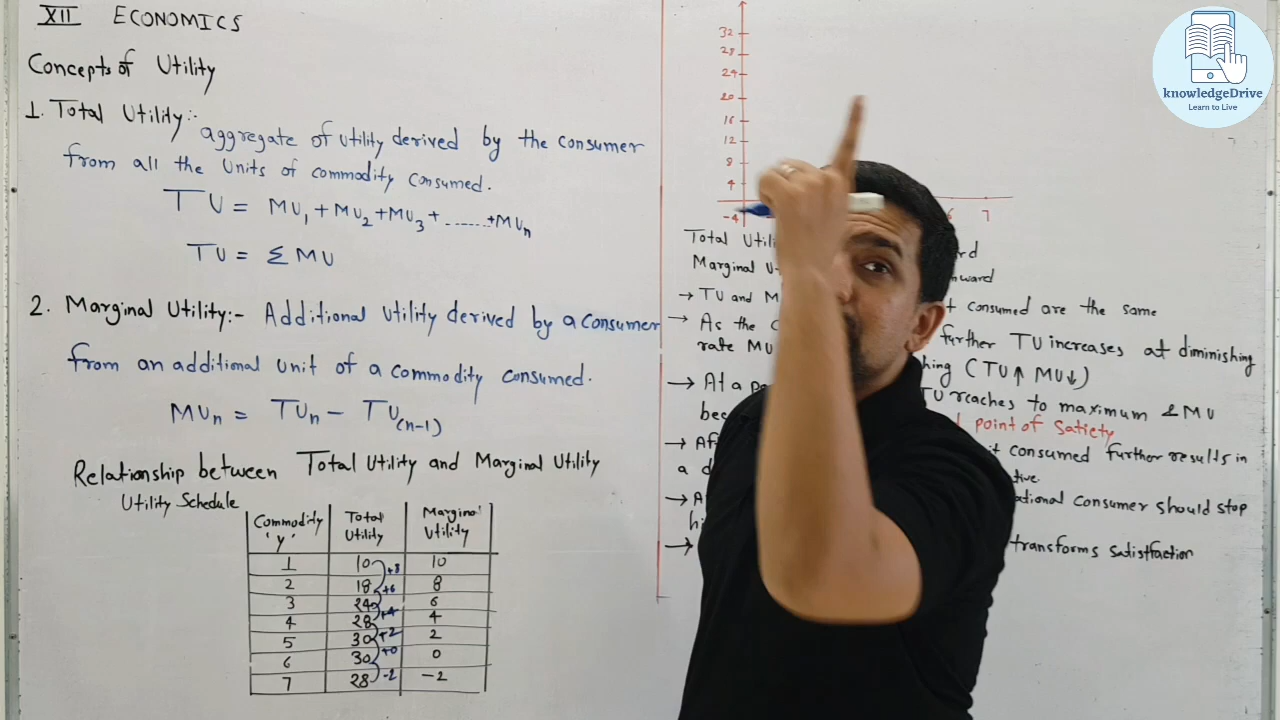 XII ECONOMICS
Concepts of Utility
1. Total Utility:-
aggregate of utility derived by the consumer
from all the units of commodity consumed.
TU = MU1 + MU2 + MU3 + ....... + MUn
TU = Σ MU
2. Marginal Utility:- Additional utility derived by a consumer
from an additional unit of a commodity consumed.
MUn = TUn - TU(n-1)
Relationship between Total Utility and Marginal Utility
Utility Schedule
Commodity 'y' Total Utility Marginal Utility
1 10 10
+8
2 18 8
+6
3 24 6
+4
4 28 4
+2
5 30 2
+0
6 30 0
-2
7 28 -2
32
28
24
20
16
12
8
4
-4
6 7
Total Utili
Marginal U
→ TU and M t consumed are the same
→ As the c further TU increases at diminishing
rate MU hing (TU↑ MU↓)
→ At a po TU reaches to maximum & MU
bec point of Satiety
→ Af it consumed further results in
a d tive
→ A ational consumer should stop
hi
→ transforms satisfaction
knowledgeDrive
Learn to Live